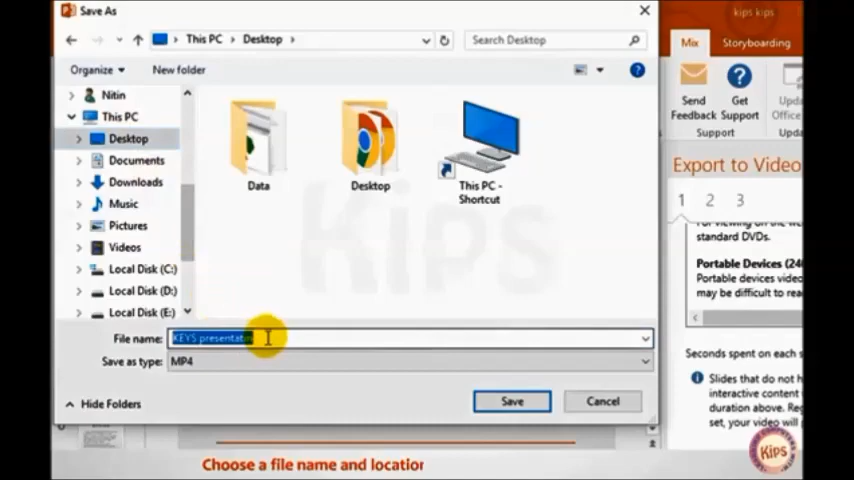 Save As
This PC
Desktop
Search Desktop
Organize
New folder
Nitin
This PC
Desktop
Documents
Downloads
Music
Pictures
Videos
Local Disk (C:)
Local Disk (D:)
Local Disk (E:)
Data
Desktop
This PC -
Shortcut
Kips
File name:
KEYS presentation
Save as type:
MP4
Hide Folders
Save
Cancel
kips kips
Mix
Storyboarding
Send
Feedback
Get
Support
Upd
Office
Support
Upda
Export to Video
1 2 3
For viewing on the we
standard DVDs.
Portable Devices (24
Portable devices video
may be difficult to rea
Seconds spent on each s
Slides that do not h
interactive content
duration above. Re
set, your video will p
Choose a file name and location
Kips